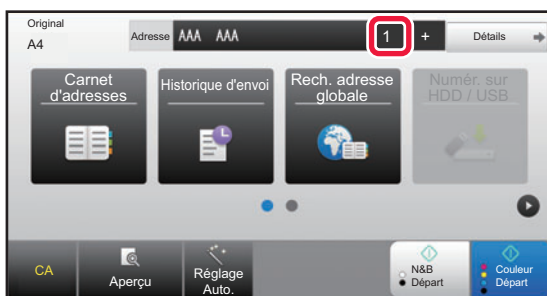 Original
A4
Adresse AAA AAA 1 + Détails
Carnet
d'adresses
Historique d'envoi
Rech. adresse
globale
Numér. sur
HDD / USB
CA
Aperçu
Réglage
Auto.
N&B
Départ
Couleur
Départ